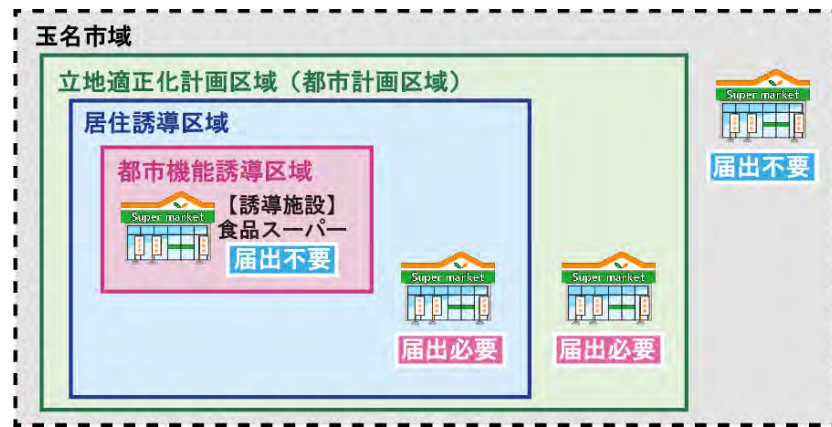 玉名市域
立地適正化計画区域（都市計画区域）
居住誘導区域
都市機能誘導区域
Super market
【誘導施設】
食品スーパー
届出不要
Super market
届出必要
Super market
届出必要
Super market
届出不要